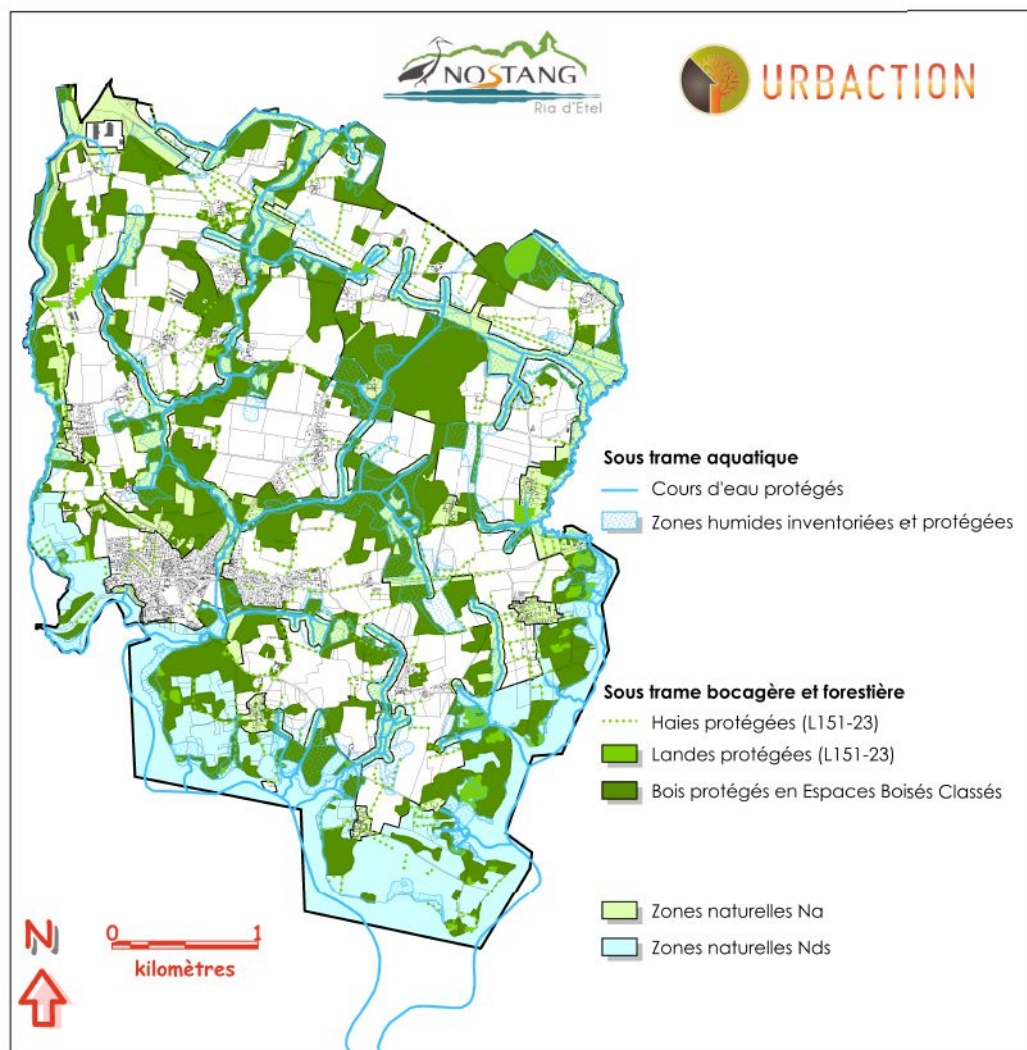 NOSTANG
Ria d'Etel
URBACTION
Sous trame aquatique
Cours d'eau protégés
Zones humides inventoriées et protégées
Sous trame bocagère et forestière
Haies protégées (L151-23)
Landes protégées (L151-23)
Bois protégés en Espaces Boisés Classés
Zones naturelles Na
Zones naturelles Nds
N
0 1
kilomètres